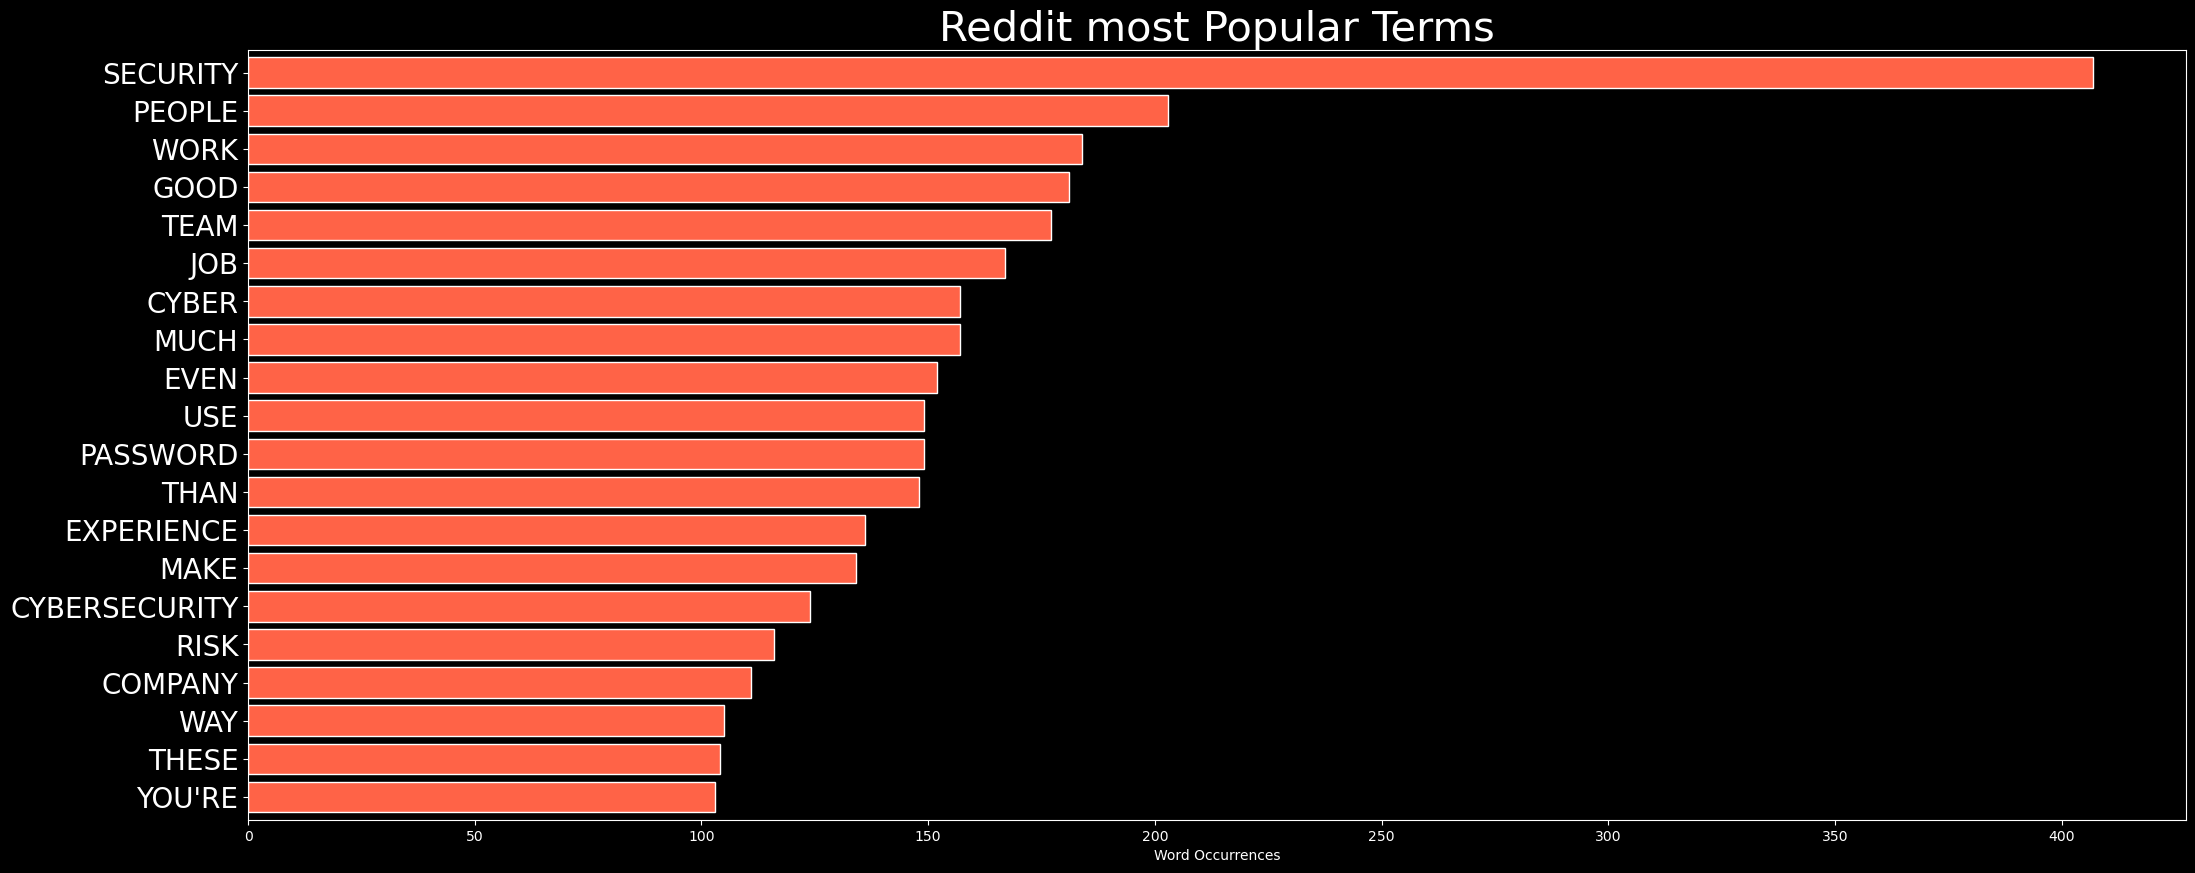 Reddit most Popular Terms
SECURITY
PEOPLE
WORK
GOOD
TEAM
JOB
CYBER
MUCH
EVEN
USE
PASSWORD
THAN
EXPERIENCE
MAKE
CYBERSECURITY
RISK
COMPANY
WAY
THESE
YOU'RE
0 50 100 150 200 250 300 350 400
Word Occurrences